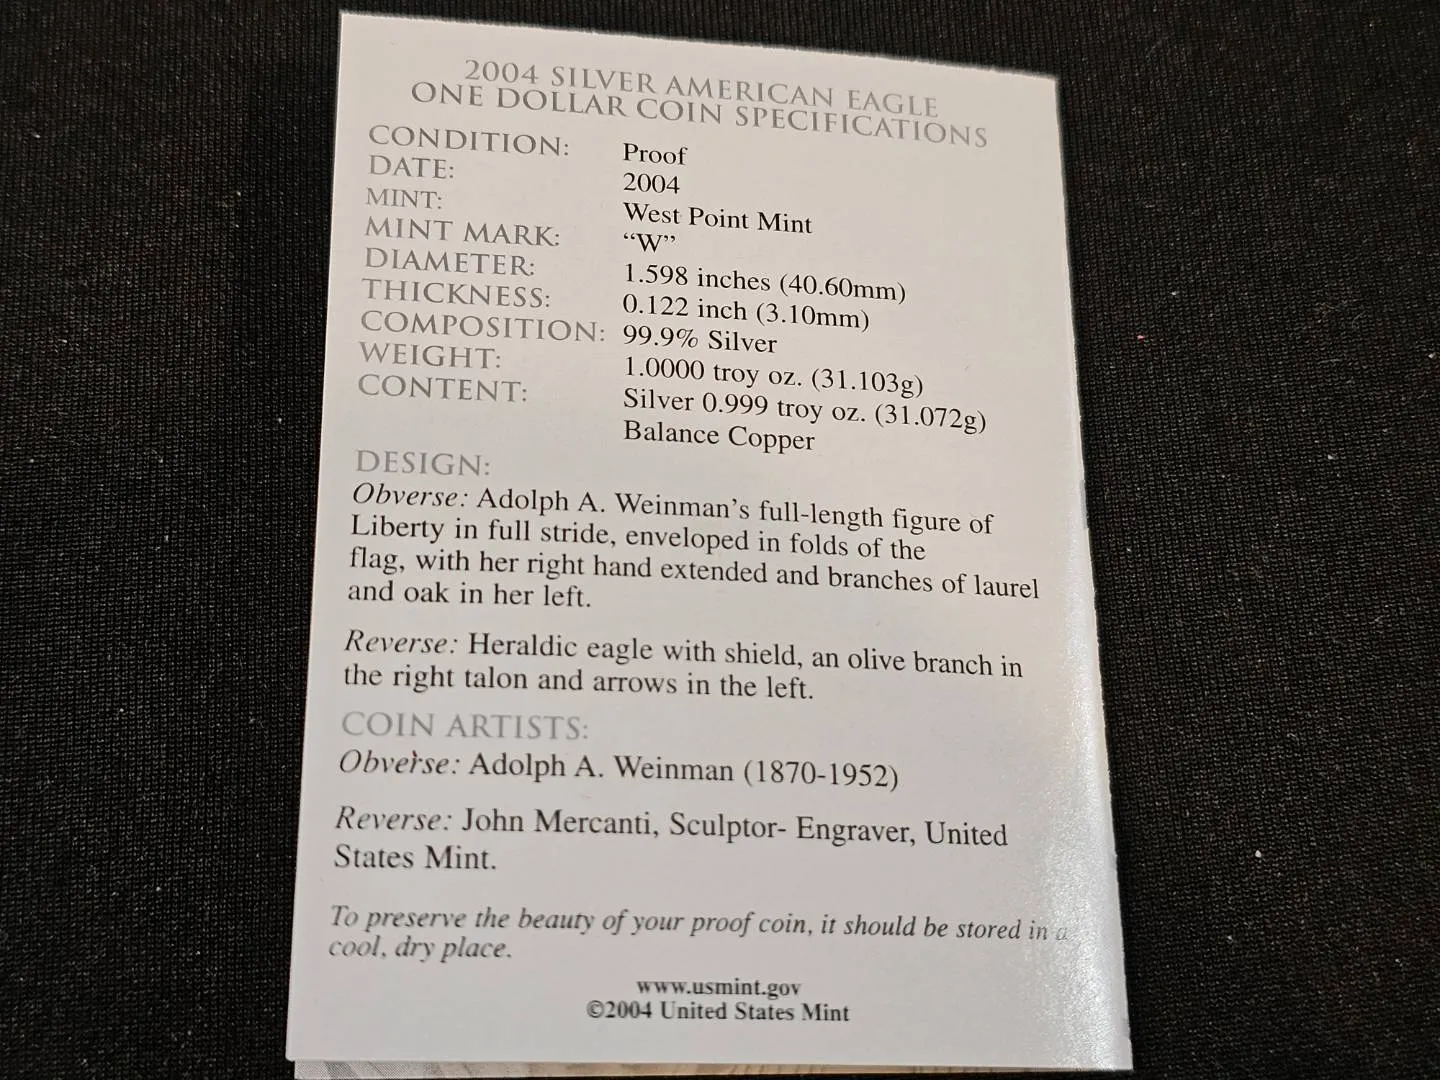 2004 SILVER AMERICAN EAGLE
ONE DOLLAR COIN SPECIFICATIONS
CONDITION: Proof
DATE: 2004
MINT: West Point Mint
MINT MARK: “W”
DIAMETER: 1.598 inches (40.60mm)
THICKNESS: 0.122 inch (3.10mm)
COMPOSITION: 99.9% Silver
WEIGHT: 1.0000 troy oz. (31.103g)
CONTENT: Silver 0.999 troy oz. (31.072g)
Balance Copper
DESIGN:
Obverse: Adolph A. Weinman’s full-length figure of
Liberty in full stride, enveloped in folds of the
flag, with her right hand extended and branches of laurel
and oak in her left.
Reverse: Heraldic eagle with shield, an olive branch in
the right talon and arrows in the left.
COIN ARTISTS:
Obverse: Adolph A. Weinman (1870-1952)
Reverse: John Mercanti, Sculptor- Engraver, United
States Mint.
To preserve the beauty of your proof coin, it should be stored in a
cool, dry place.
www.usmint.gov
©2004 United States Mint